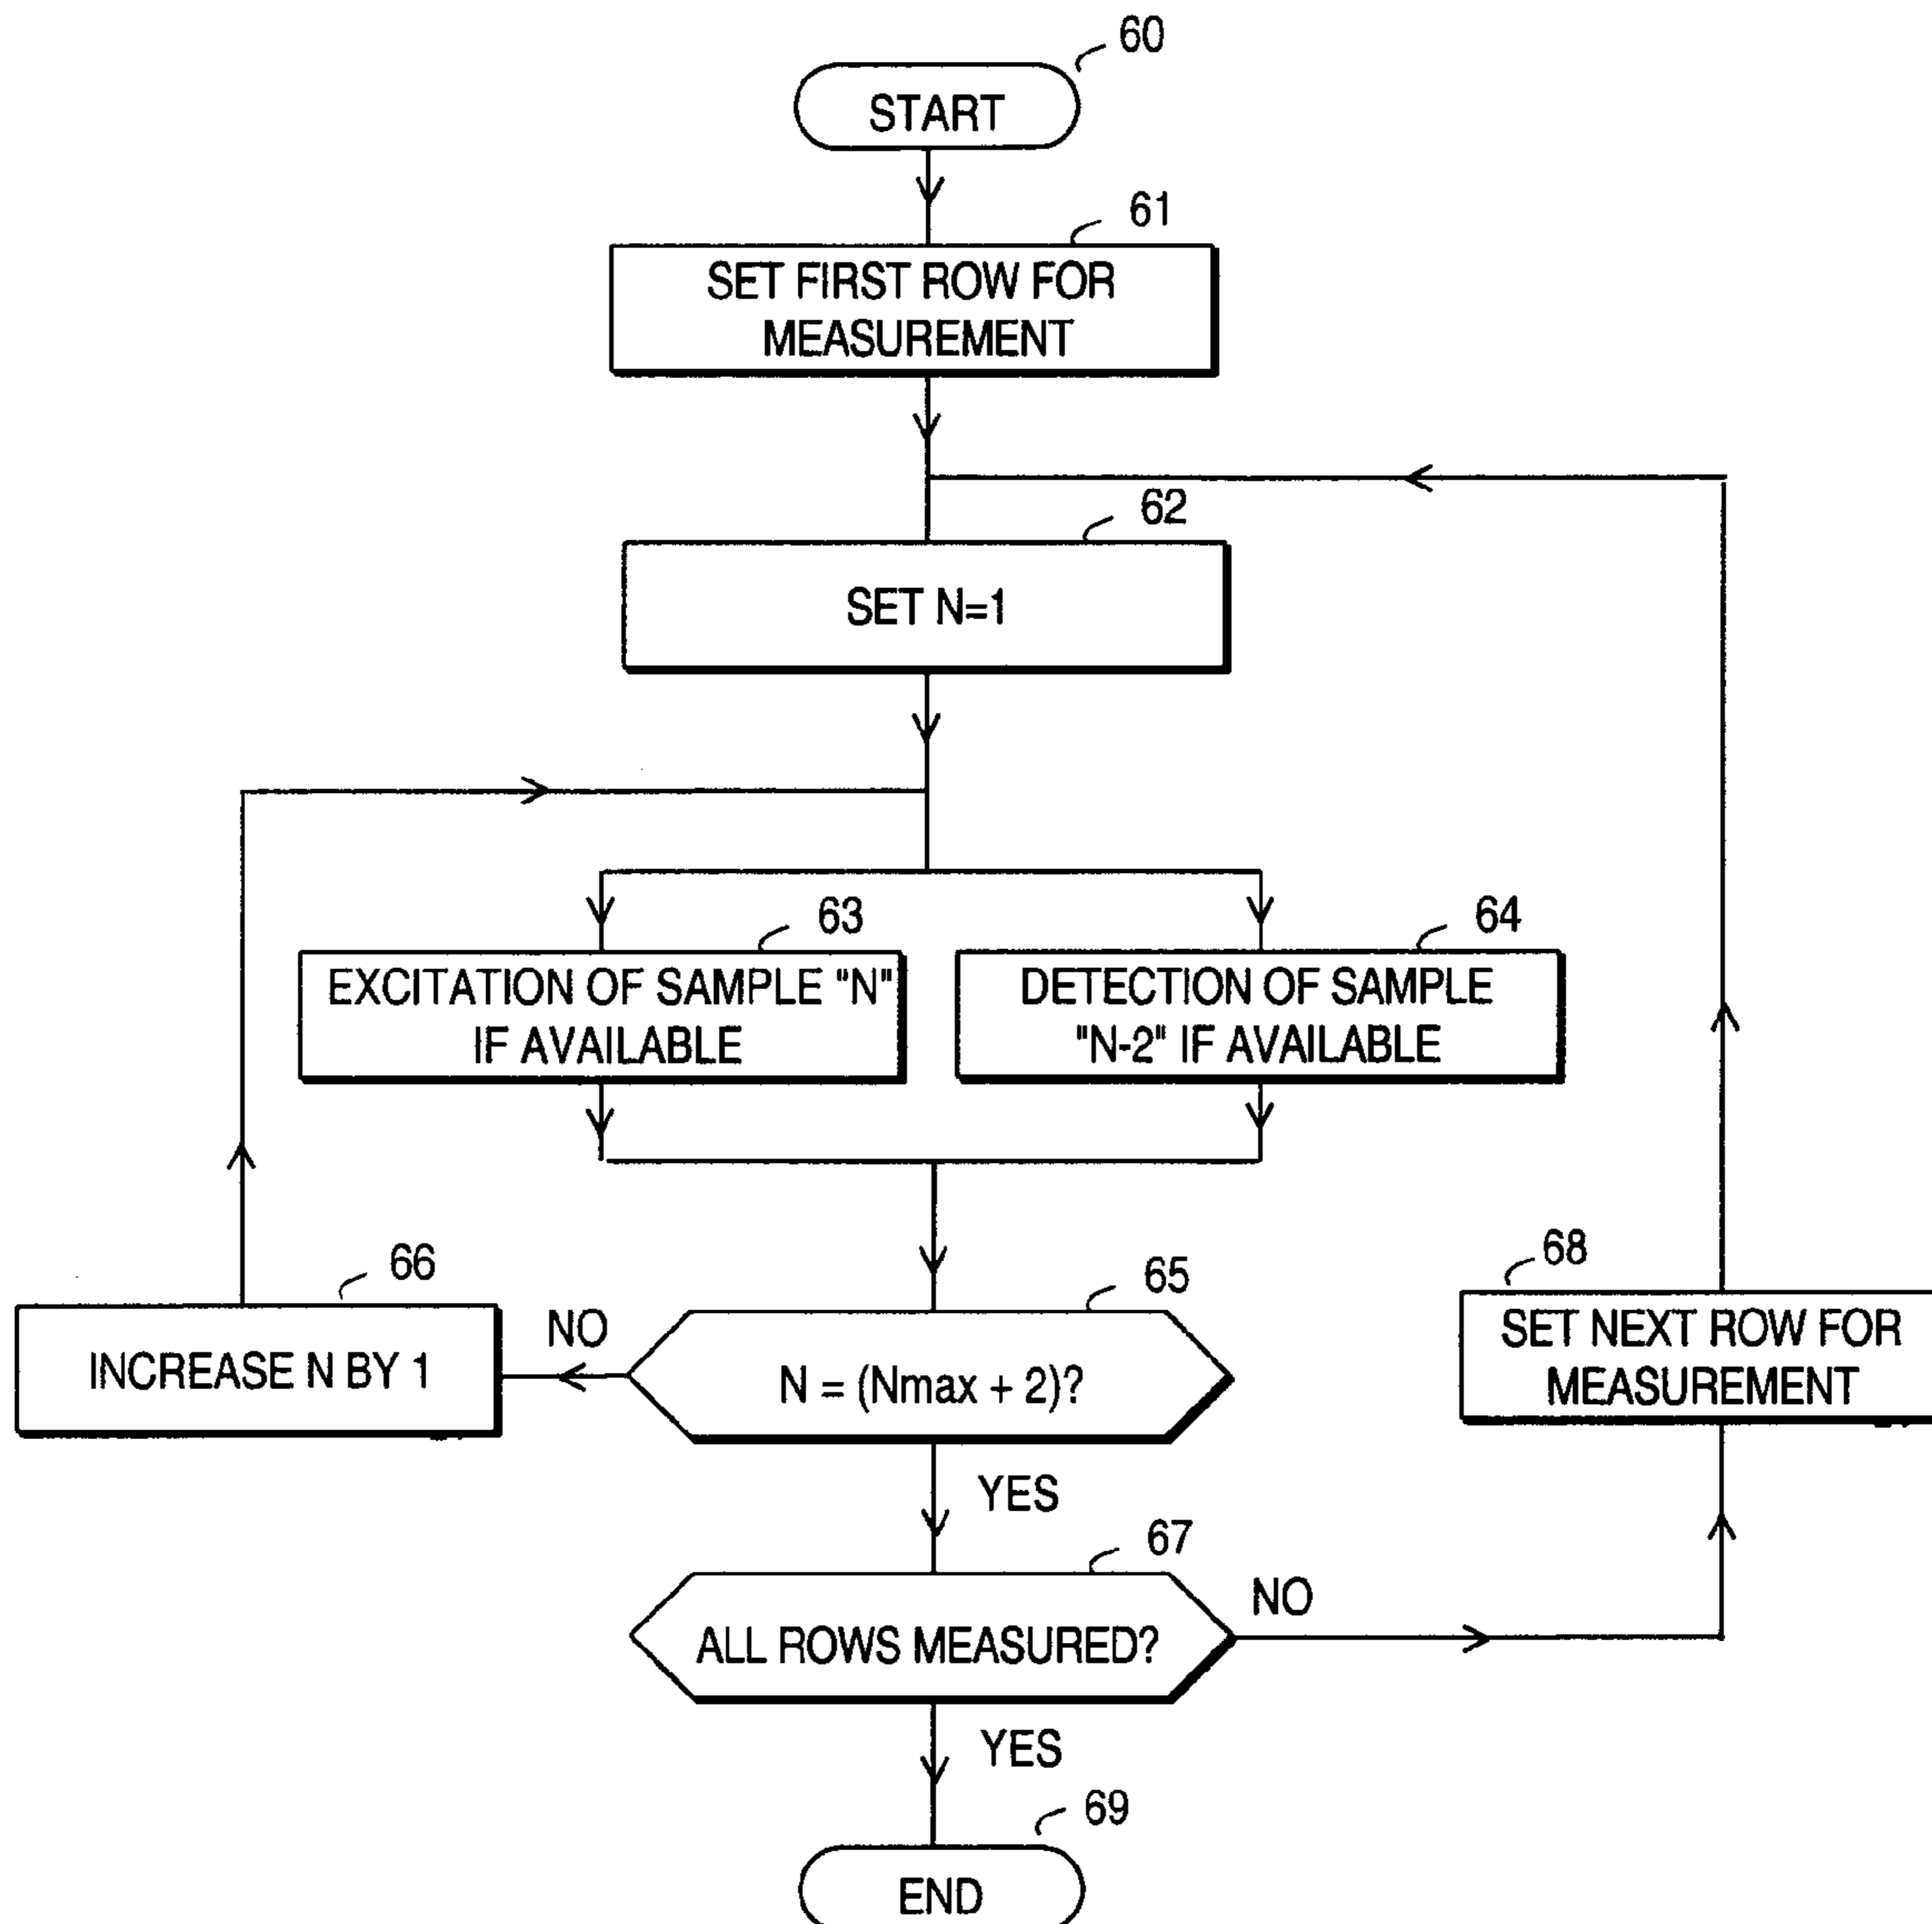 60
START
61
SET FIRST ROW FOR
MEASUREMENT
62
SET N=1
63
EXCITATION OF SAMPLE "N"
IF AVAILABLE
64
DETECTION OF SAMPLE
"N-2" IF AVAILABLE
66
INCREASE N BY 1
NO
65
N = (Nmax + 2)?
68
SET NEXT ROW FOR
MEASUREMENT
YES
67
ALL ROWS MEASURED?
NO
YES
69
END